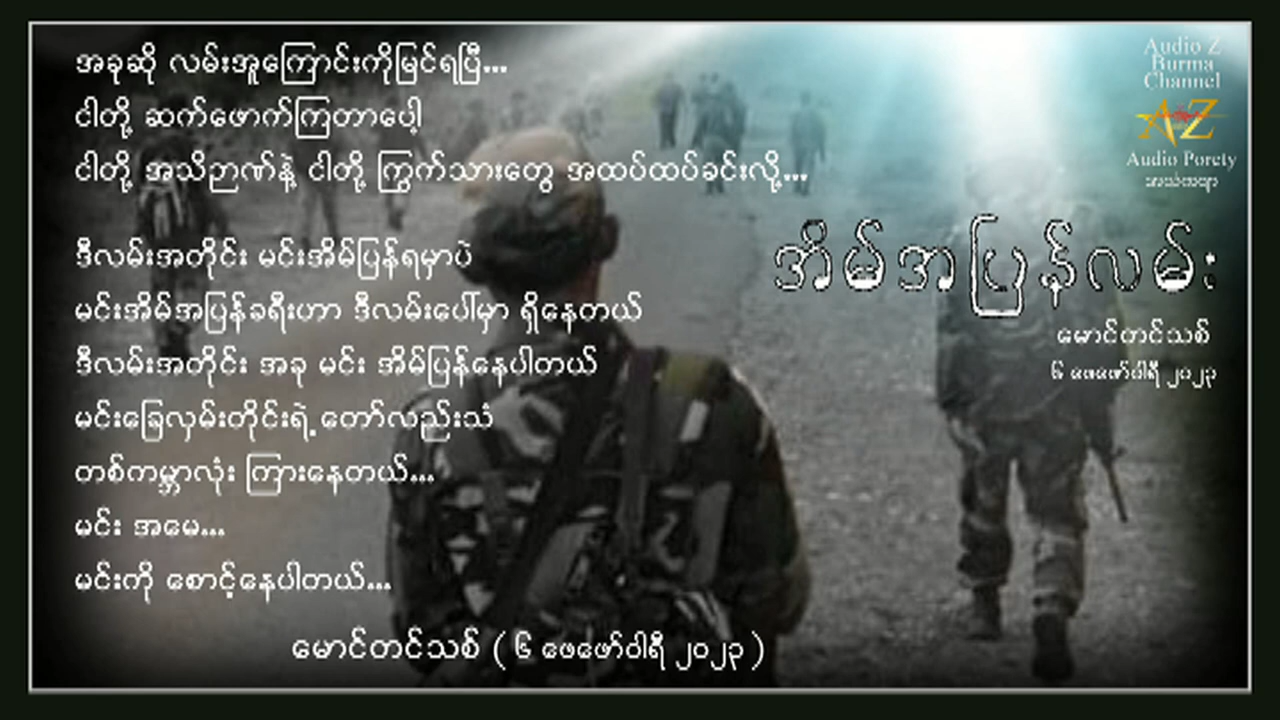 အခုဆို လမ်းအူကြောင်းကိုမြင်ရပြီ...
ငါတို့ ဆက်ဖောက်ကြတာပေါ့
ငါတို့ အသိဉာဏ်နဲ့ ငါတို့ ကြွက်သားတွေ အထပ်ထပ်ခင်းလို့...
ဒီလမ်းအတိုင်း မင်းအိမ်ပြန်ရမှာပဲ
မင်းအိမ်အပြန်ခရီးဟာ ဒီလမ်းပေါ်မှာ ရှိနေတယ်
ဒီလမ်းအတိုင်း အခု မင်း အိမ်ပြန်နေပါတယ်
မင်းခြေလှမ်းတိုင်းရဲ့ တော်လည်းသံ
တစ်ကမ္ဘာလုံး ကြားနေတယ်...
မင်း အမေ...
မင်းကို စောင့်နေပါတယ်...
မောင်တင်သစ် ( ၆ ဖေဖော်ဝါရီ ၂၀၂၃ )
Audio Z
Burma
Channel
AZ
Audio Porety
အသံကဗျာ
အိမ်အပြန်လမ်း
မောင်တင်သစ်
၆ ဖေဖော်ဝါရီ ၂၀၂၃